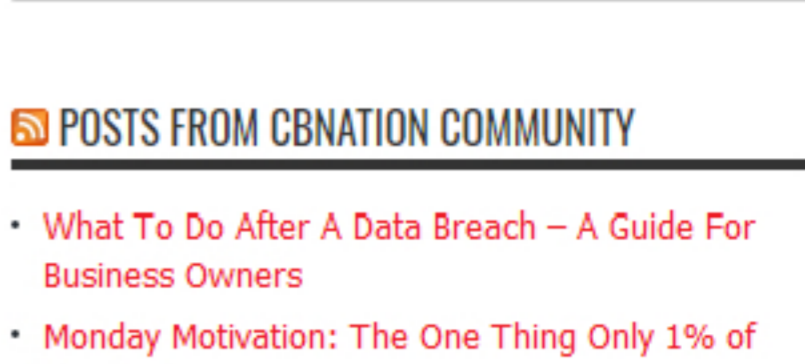 POSTS FROM CBNATION COMMUNITY
• What To Do After A Data Breach – A Guide For
Business Owners
• Monday Motivation: The One Thing Only 1% of